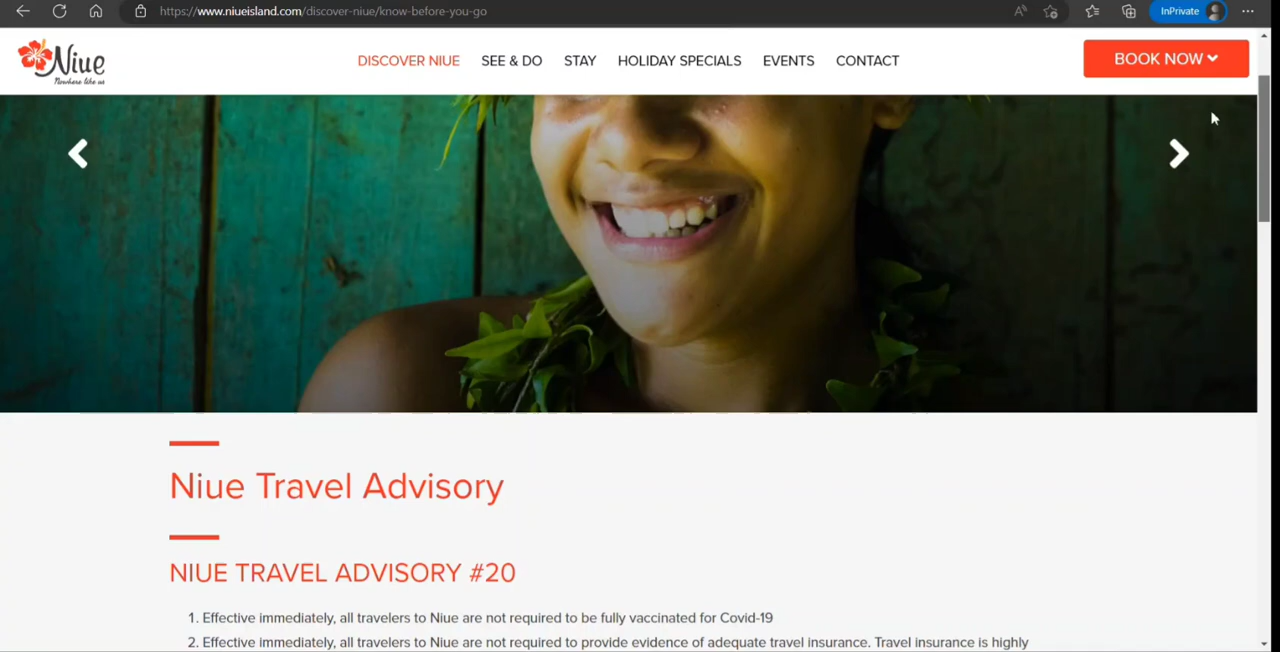 https://www.niueisland.com/discover-niue/know-before-you-go
InPrivate
Niue
Nowhere like us
DISCOVER NIUE SEE & DO STAY HOLIDAY SPECIALS EVENTS CONTACT
BOOK NOW
Niue Travel Advisory
NIUE TRAVEL ADVISORY #20
1. Effective immediately, all travelers to Niue are not required to be fully vaccinated for Covid-19
2. Effective immediately, all travelers to Niue are not required to provide evidence of adequate travel insurance. Travel insurance is highly